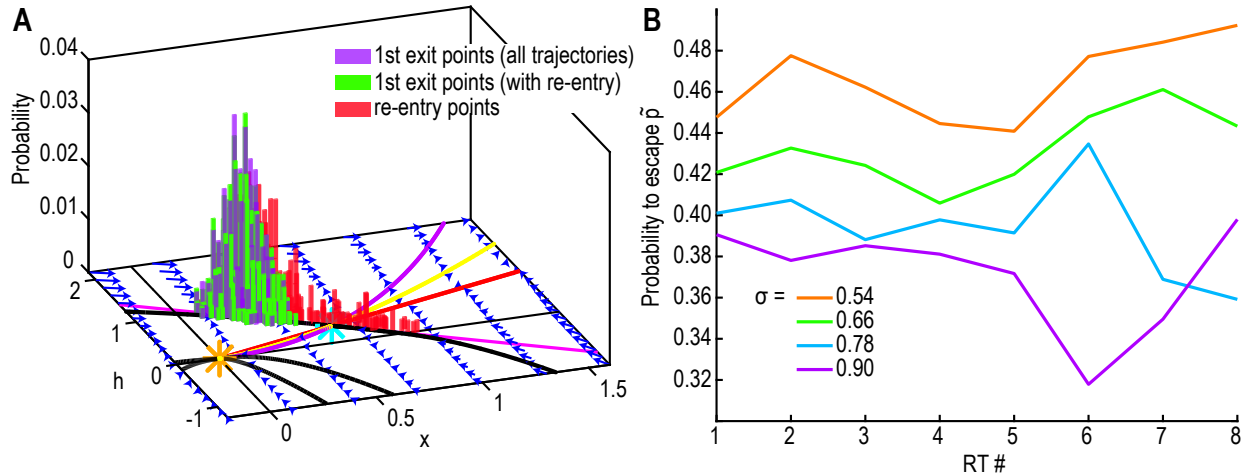 A
0.04
0.03
0.02
0.01
0
Probability
1st exit points (all trajectories)
1st exit points (with re-entry)
re-entry points
2
1
0
-1
h
0
0.5
1
1.5
x
B
0.48
0.46
0.44
0.42
0.40
0.38
0.36
0.34
0.32
Probability to escape p̃
σ =
0.54
0.66
0.78
0.90
1 2 3 4 5 6 7 8
RT #